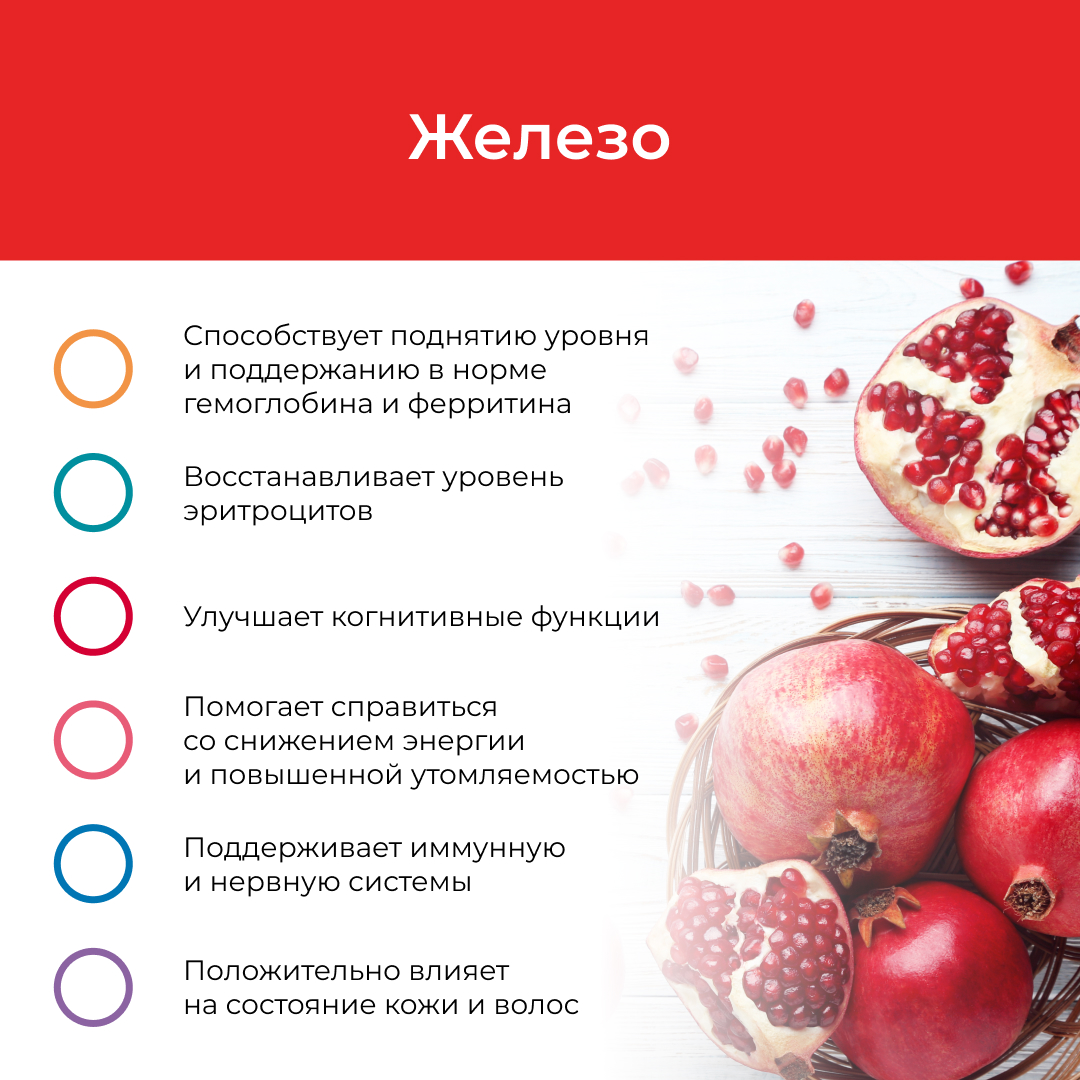 Железо
Способствует поднятию уровня
и поддержанию в норме
гемоглобина и ферритина
Восстанавливает уровень
эритроцитов
Улучшает когнитивные функции
Помогает справиться
со снижением энергии
и повышенной утомляемостью
Поддерживает иммунную
и нервную системы
Положительно влияет
на состояние кожи и волос